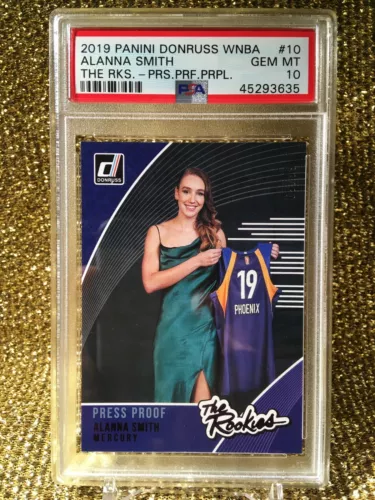 2019 PANINI DONRUSS WNBA #10
ALANNA SMITH GEM MT
THE RKS.-PRS.PRF.PRPL. PSA 10
45293635
DONRUSS
19
PHOENIX
PRESS PROOF
ALANNA SMITH
MERCURY
The Rookies